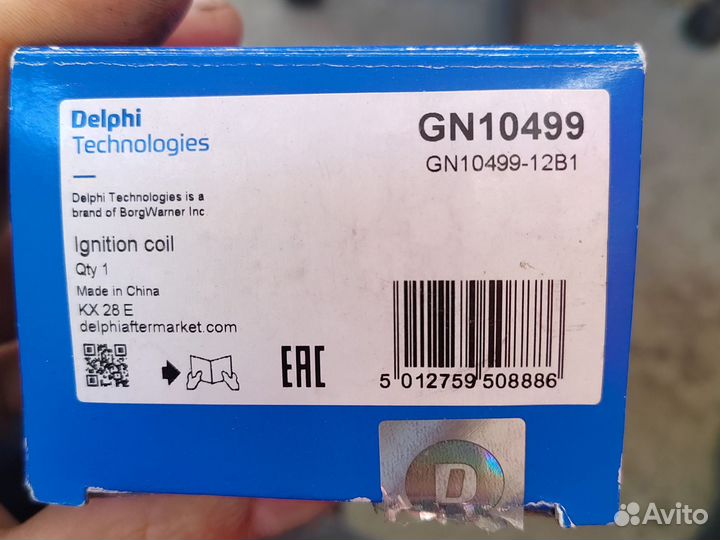 Delphi
Technologies
GN10499
GN10499-12B1
Delphi Technologies is a
brand of BorgWarner Inc
Ignition coil
Qty 1
Made in China
KX 28 E
delphiaftermarket.com
EAC
5 012759 508886
D
Avito